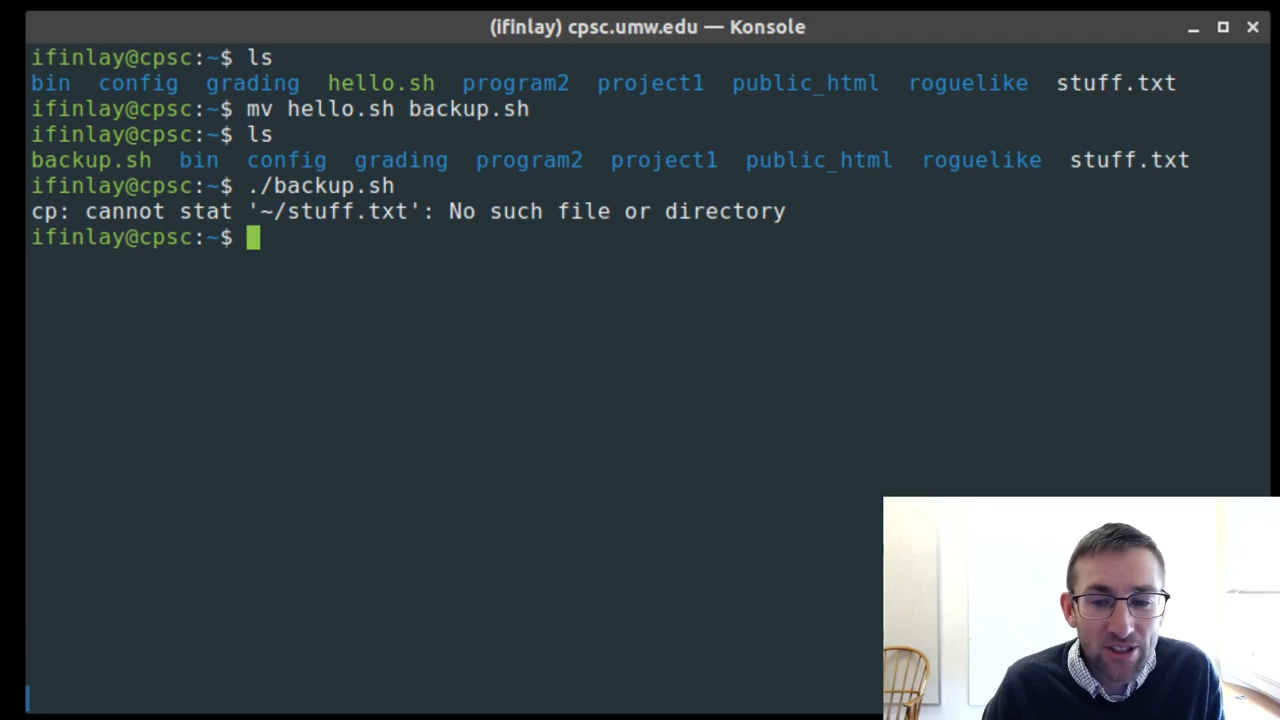 (ifinlay) cpsc.umw.edu — Konsole
ifinlay@cpsc:~$ ls
bin config grading hello.sh program2 project1 public_html roguelike stuff.txt
ifinlay@cpsc:~$ mv hello.sh backup.sh
ifinlay@cpsc:~$ ls
backup.sh bin config grading program2 project1 public_html roguelike stuff.txt
ifinlay@cpsc:~$ ./backup.sh
cp: cannot stat '~/stuff.txt': No such file or directory
ifinlay@cpsc:~$